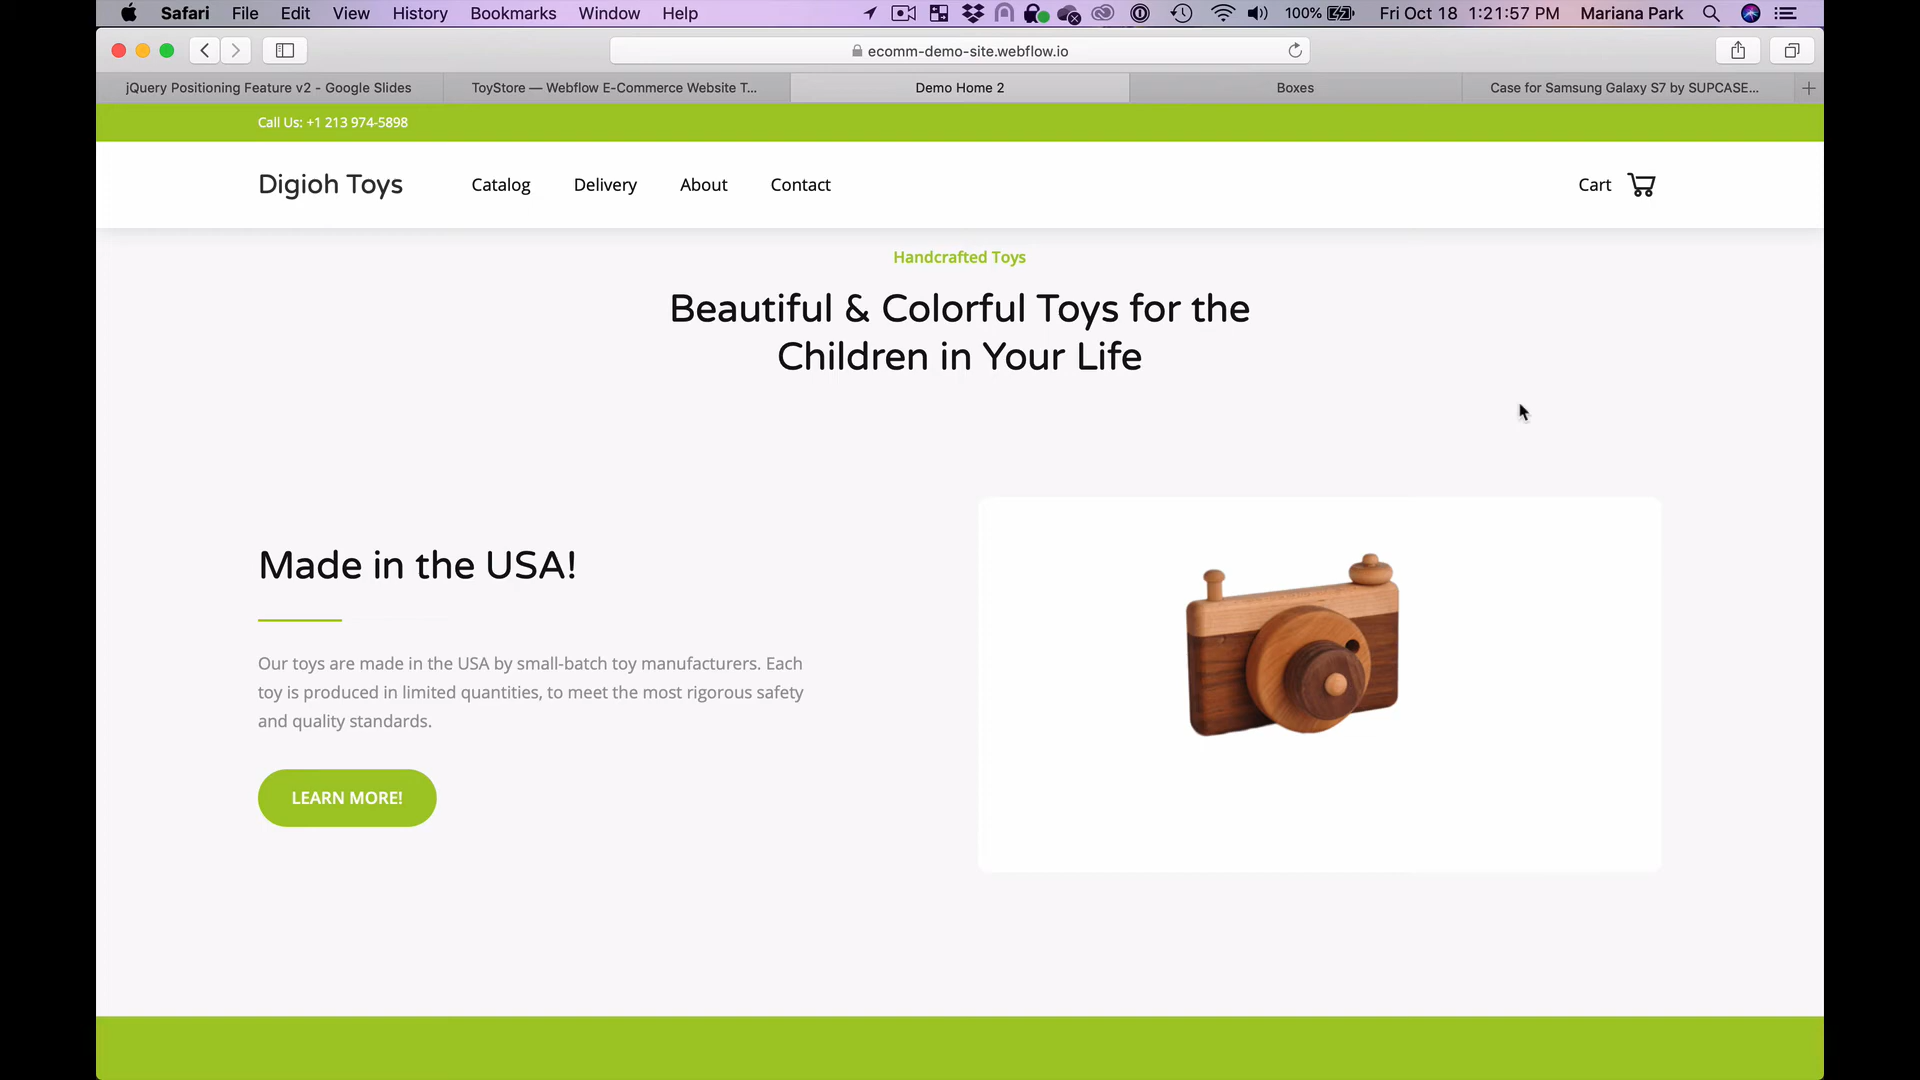 Safari File Edit View History Bookmarks Window Help 100% Fri Oct 18 1:21:57 PM Mariana Park
ecomm-demo-site.webflow.io
jQuery Positioning Feature v2 - Google Slides ToyStore — Webflow E-Commerce Website T... Demo Home 2 Boxes Case for Samsung Galaxy S7 by SUPCASE...
Call Us: +1 213 974-5898
Digioh Toys Catalog Delivery About Contact Cart
Handcrafted Toys
Beautiful & Colorful Toys for the
Children in Your Life
Made in the USA!
Our toys are made in the USA by small-batch toy manufacturers. Each
toy is produced in limited quantities, to meet the most rigorous safety
and quality standards.
LEARN MORE!